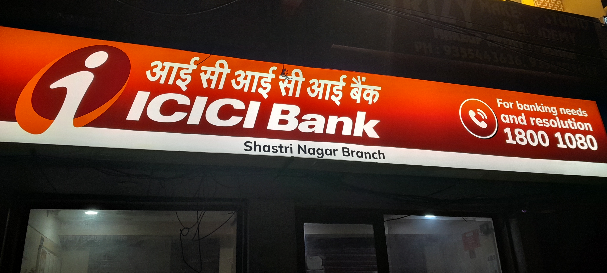 आई सी आई सी आई बैंक
ICICI Bank
Shastri Nagar Branch
For banking needs
and resolution
1800 1080